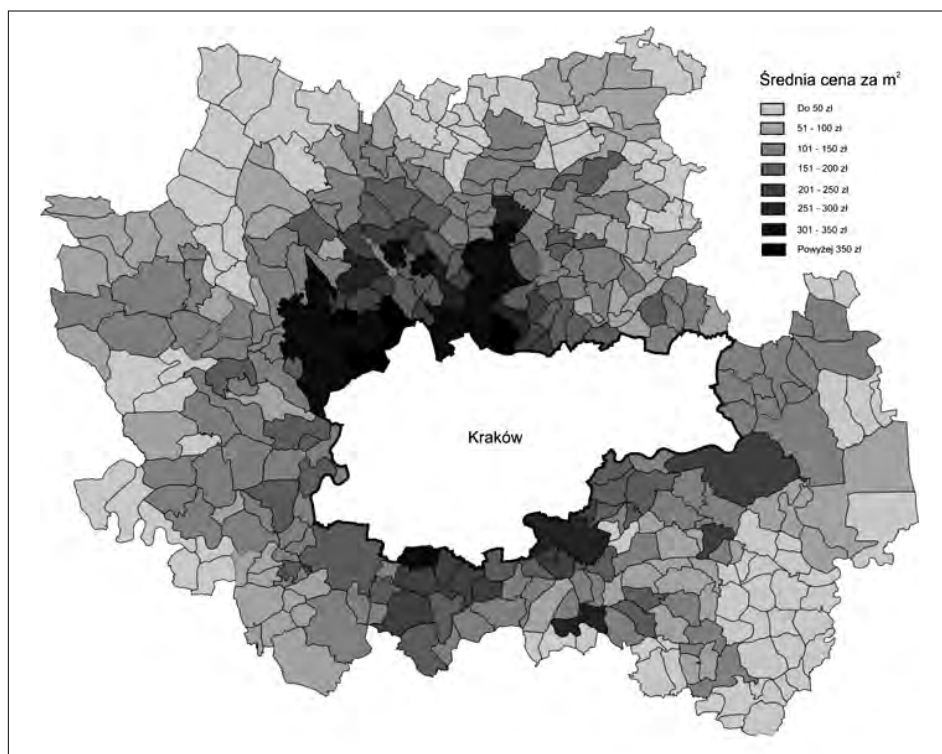 Średnia cena za m²
Do 50 zł
51 - 100 zł
101 - 150 zł
151 - 200 zł
201 - 250 zł
251 - 300 zł
301 - 350 zł
Powyżej 350 zł
Kraków